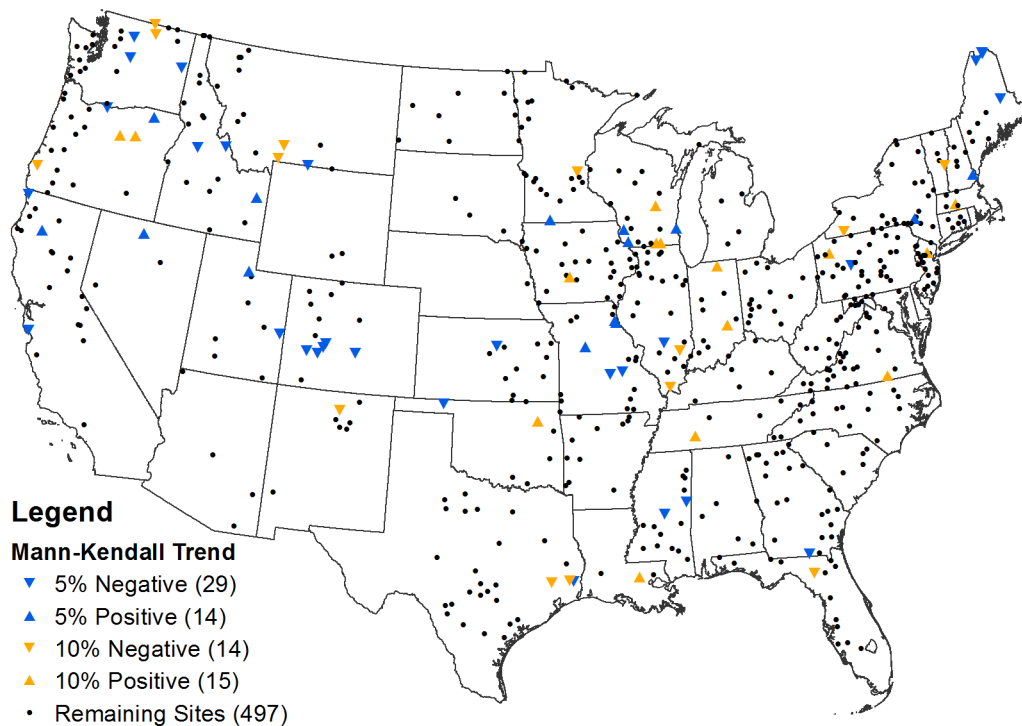 Legend
Mann-Kendall Trend
5% Negative (29)
5% Positive (14)
10% Negative (14)
10% Positive (15)
Remaining Sites (497)